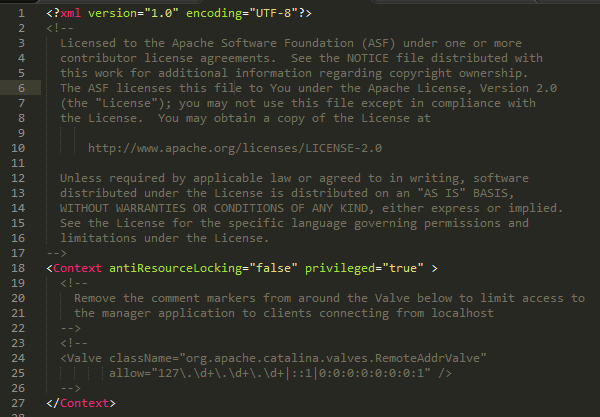 1 <?xml version="1.0" encoding="UTF-8"?>
2 <!--
3 Licensed to the Apache Software Foundation (ASF) under one or more
4 contributor license agreements.  See the NOTICE file distributed with
5 this work for additional information regarding copyright ownership.
6 The ASF licenses this file to You under the Apache License, Version 2.0
7 (the "License"); you may not use this file except in compliance with
8 the License.  You may obtain a copy of the License at
9
10 http://www.apache.org/licenses/LICENSE-2.0
11
12 Unless required by applicable law or agreed to in writing, software
13 distributed under the License is distributed on an "AS IS" BASIS,
14 WITHOUT WARRANTIES OR CONDITIONS OF ANY KIND, either express or implied.
15 See the License for the specific language governing permissions and
16 limitations under the License.
17 -->
18 <Context antiResourceLocking="false" privileged="true" >
19 <!--
20 Remove the comment markers from around the Valve below to limit access to
21 the manager application to clients connecting from localhost
22 -->
23 <!--
24 <Valve className="org.apache.catalina.valves.RemoteAddrValve"
25 allow="127\.\d+\.\d+\.\d+|::1|0:0:0:0:0:0:0:1" />
26 -->
27 </Context>
28